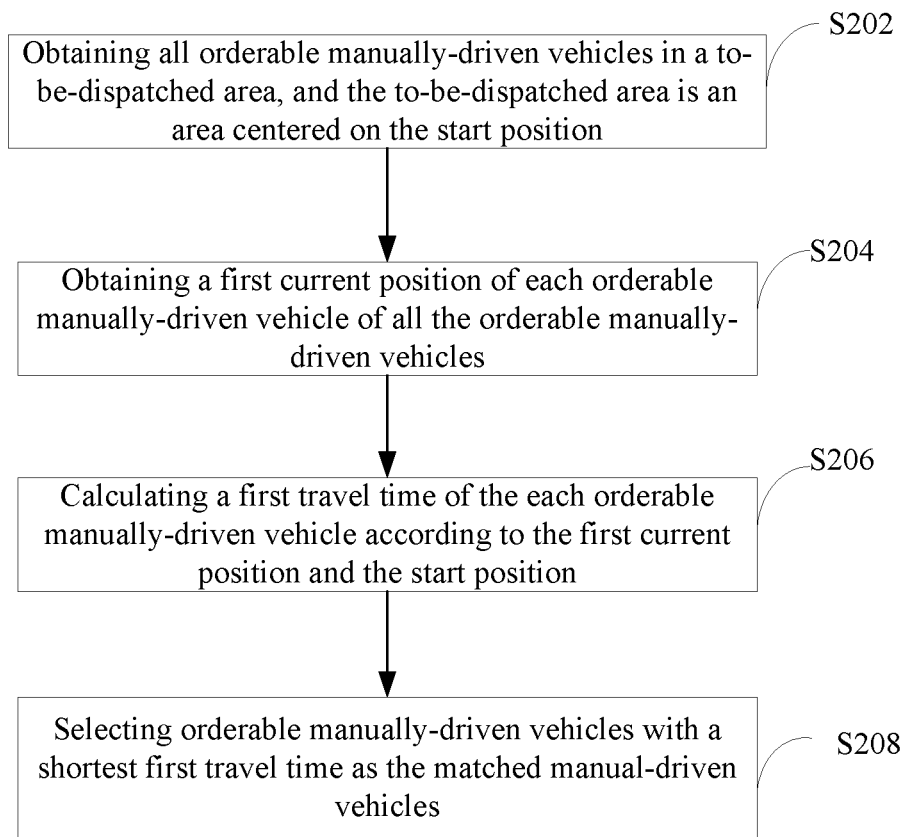 S202
Obtaining all orderable manually-driven vehicles in a to-
be-dispatched area, and the to-be-dispatched area is an
area centered on the start position
S204
Obtaining a first current position of each orderable
manually-driven vehicle of all the orderable manually-
driven vehicles
S206
Calculating a first travel time of the each orderable
manually-driven vehicle according to the first current
position and the start position
S208
Selecting orderable manually-driven vehicles with a
shortest first travel time as the matched manual-driven
vehicles